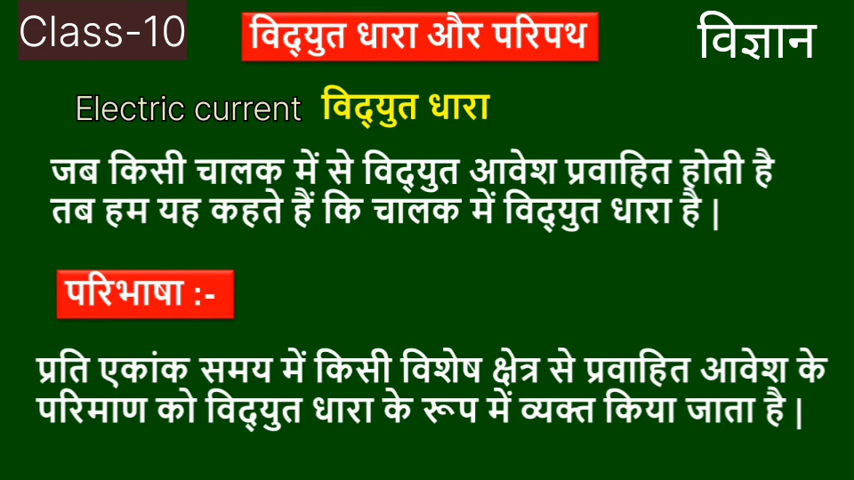 Class-10
विद्युत धारा और परिपथ
विज्ञान
Electric current विद्युत धारा
जब किसी चालक में से विद्युत आवेश प्रवाहित होती है
तब हम यह कहते हैं कि चालक में विद्युत धारा है |
परिभाषा :-
प्रति एकांक समय में किसी विशेष क्षेत्र से प्रवाहित आवेश के
परिमाण को विद्युत धारा के रूप में व्यक्त किया जाता है |